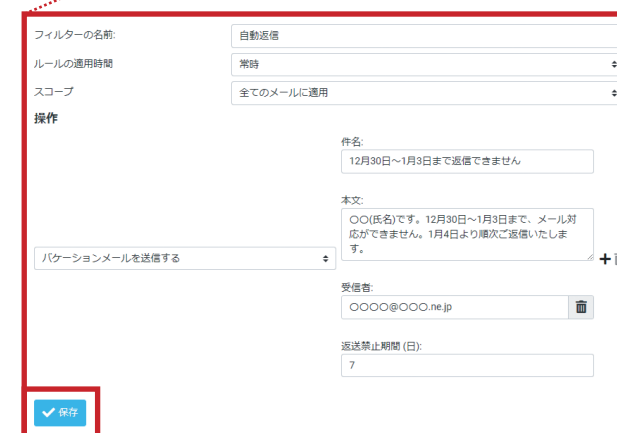 フィルターの名前:
自動返信
ルールの適用時間
常時
スコープ
全てのメールに適用
操作
件名:
12月30日～1月3日まで返信できません
本文:
〇〇(氏名)です。12月30日～1月3日まで、メール対
応ができません。1月4日より順次ご返信いたしま
す。
バケーションメールを送信する
受信者:
〇〇〇〇@〇〇〇.ne.jp
返送禁止期間 (日):
7
保存